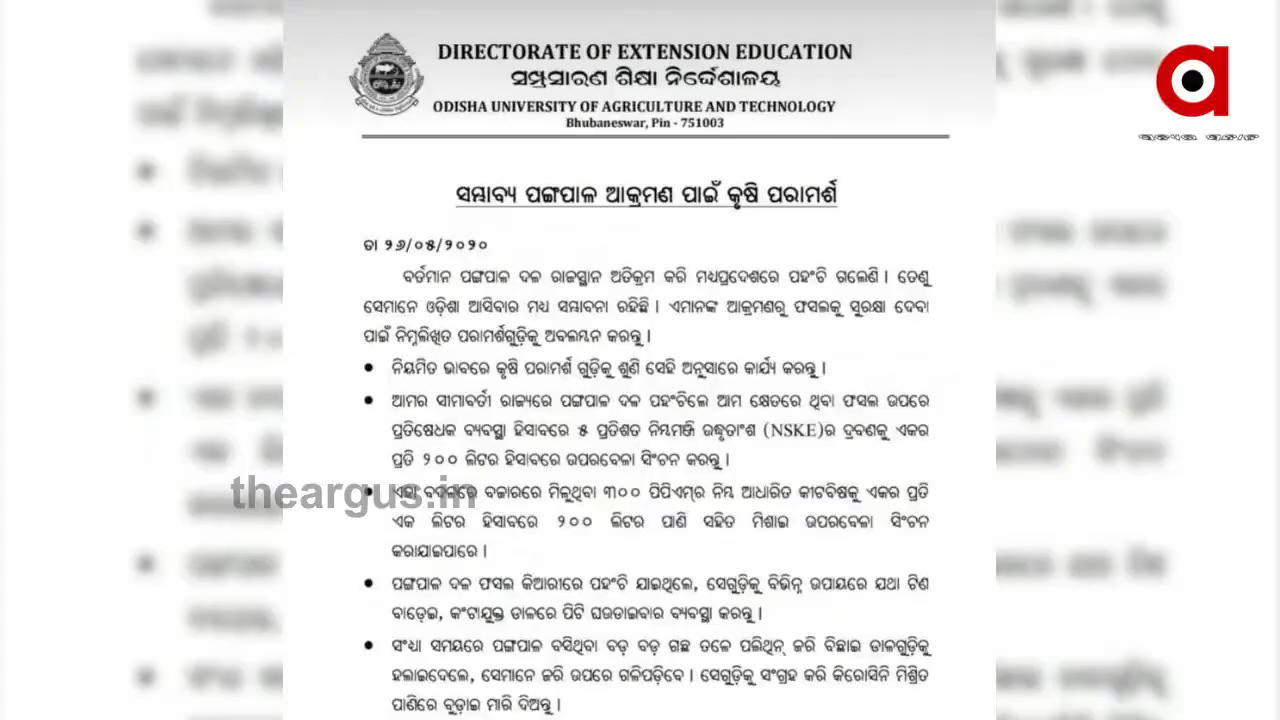 DIRECTORATE OF EXTENSION EDUCATION
ସମ୍ପ୍ରସାରଣ ଶିକ୍ଷା ନିର୍ଦ୍ଦେଶାଳୟ
ODISHA UNIVERSITY OF AGRICULTURE AND TECHNOLOGY
Bhubaneswar, Pin - 751003
ସମ୍ଭାବ୍ୟ ପଙ୍ଗପାଳ ଆକ୍ରମଣ ପାଇଁ କୃଷି ପରାମର୍ଶ
ତା ୨୬/୦୫/୨୦୨୦
ବର୍ତମାନ ପଙ୍ଗପାଳ ଦଳ ରାଜସ୍ଥାନ ଅତିକ୍ରମ କରି ମଧ୍ୟପ୍ରଦେଶରେ ପହଂଚି ଗଲେଣି । ତେଣୁ
ସେମାନେ ଓଡ଼ିଶା ଆସିବାର ମଧ୍ୟ ସମ୍ଭାବନା ରହିଛି । ଏମାନଙ୍କ ଆକ୍ରମଣରୁ ଫସଲକୁ ସୁରକ୍ଷା ଦେବା
ପାଇଁ ନିମ୍ନଲିଖିତ ପରାମର୍ଶଗୁଡ଼ିକୁ ଅବଲମ୍ବନ କରନ୍ତୁ ।
● ନିୟମିତ ଭାବରେ କୃଷି ପରାମର୍ଶ ଗୁଡ଼ିକୁ ଶୁଣି ସେହି ଅନୁସାରେ କାର୍ଯ୍ୟ କରନ୍ତୁ ।
● ଆମର ସୀମାବର୍ତୀ ରାଜ୍ୟରେ ପଙ୍ଗପାଳ ଦଳ ପହଂଚିଲେ ଆମ କ୍ଷେତରେ ଥିବା ଫସଲ ଉପରେ
ପ୍ରତିଷେଧକ ବ୍ୟବସ୍ଥା ହିସାବରେ ୫ ପ୍ରତିଶତ ନିମ୍ବମଞ୍ଜି ଉଦ୍ଧୃତାଂଶ (NSKE)ର ଦ୍ରବଣକୁ ଏକର
ପ୍ରତି ୨୦୦ ଲିଟର ହିସାବରେ ଉପରବେଳା ସିଂଚନ କରନ୍ତୁ ।
● ଏହା ବଦଳରେ ବଜାରରେ ମିଳୁଥିବା ୩୦୦ ପିପିଏମ୍‌ର ନିମ୍ବ ଆଧାରିତ କୀଟବିଷକୁ ଏକର ପ୍ରତି
ଏକ ଲିଟର ହିସାବରେ ୨୦୦ ଲିଟର ପାଣି ସହିତ ମିଶାଇ ଉପରବେଳା ସିଂଚନ
କରାଯାଇପାରେ ।
● ପଙ୍ଗପାଳ ଦଳ ଫସଲ କିଆରୀରେ ପହଂଚି ଯାଇଥିଲେ, ସେଗୁଡ଼ିକୁ ବିଭିନ୍ନ ଉପାୟରେ ଯଥା ଟିଣ
ବାଡ଼େଇ, କଂଟାଯୁକ୍ତ ଡାଳରେ ପିଟି ଘଉଡାଇବାର ବ୍ୟବସ୍ଥା କରନ୍ତୁ ।
● ସଂଧ୍ୟା ସମୟରେ ପଙ୍ଗପାଳ ବସିଥିବା ବଡ଼ ବଡ଼ ଗଛ ତଳେ ପଲିଥିନ୍ ଜରି ବିଛାଇ ଡାଳଗୁଡ଼ିକୁ
ହଲାଇଦେଲେ, ସେମାନେ ଜରି ଉପରେ ଗଳିପଡ଼ିବେ । ସେଗୁଡ଼ିକୁ ସଂଗ୍ରହ କରି କିରୋସିନି ମିଶ୍ରିତ
ପାଣିରେ ବୁଡ଼ାଇ ମାରି ଦିଅନ୍ତୁ ।
theargus.in